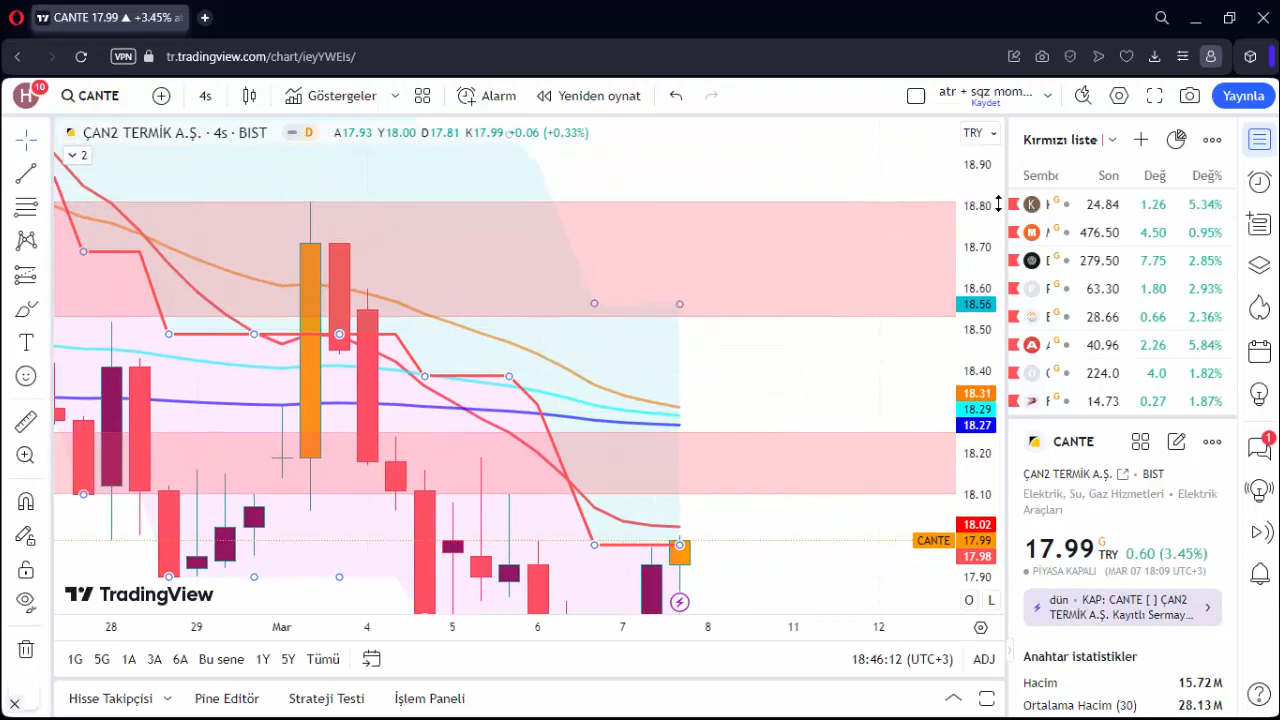 CANTE 17.99 ▲ +3.45%
VPN
tr.tradingview.com/chart/ieyYWEIs/
H
10
CANTE
4s
Göstergeler
Alarm
Yeniden oynat
atr + sqz mom...
Kaydet
Yayınla
ÇAN2 TERMİK A.Ş. · 4s · BIST
D
A17.93 Y18.00 D17.81 K17.99 +0.06 (+0.33%)
2
TRY
18.90
18.80
18.70
18.60
18.56
18.50
18.40
18.31
18.29
18.27
18.20
18.10
18.02
CANTE 17.99
17.98
17.90
O L
TradingView
28 29 Mar 4 5 6 7 8 11 12
1G 5G 1A 3A 6A Bu sene 1Y 5Y Tümü
18:46:12 (UTC+3) ADJ
Hisse Takipçisi Pine Editör Strateji Testi İşlem Paneli
Kırmızı liste
Sembo Son Değ Değ%
K G 24.84 1.26 5.34%
G 476.50 4.50 0.95%
G 279.50 7.75 2.85%
G 63.30 1.80 2.93%
G 28.66 0.66 2.36%
G 40.96 2.26 5.84%
G 224.0 4.0 1.82%
G 14.73 0.27 1.87%
CANTE
ÇAN2 TERMİK A.Ş. · BIST
Elektrik, Su, Gaz Hizmetleri · Elektrik
Araçları
17.99 G TRY 0.60 (3.45%)
PİYASA KAPALI (MAR 07 18:09 UTC+3)
dün · KAP: CANTE [ ] ÇAN2
TERMİK A.Ş. Kayıtlı Sermay...
Anahtar istatistikler
Hacim 15.72M
Ortalama Hacim (30) 28.13M
1